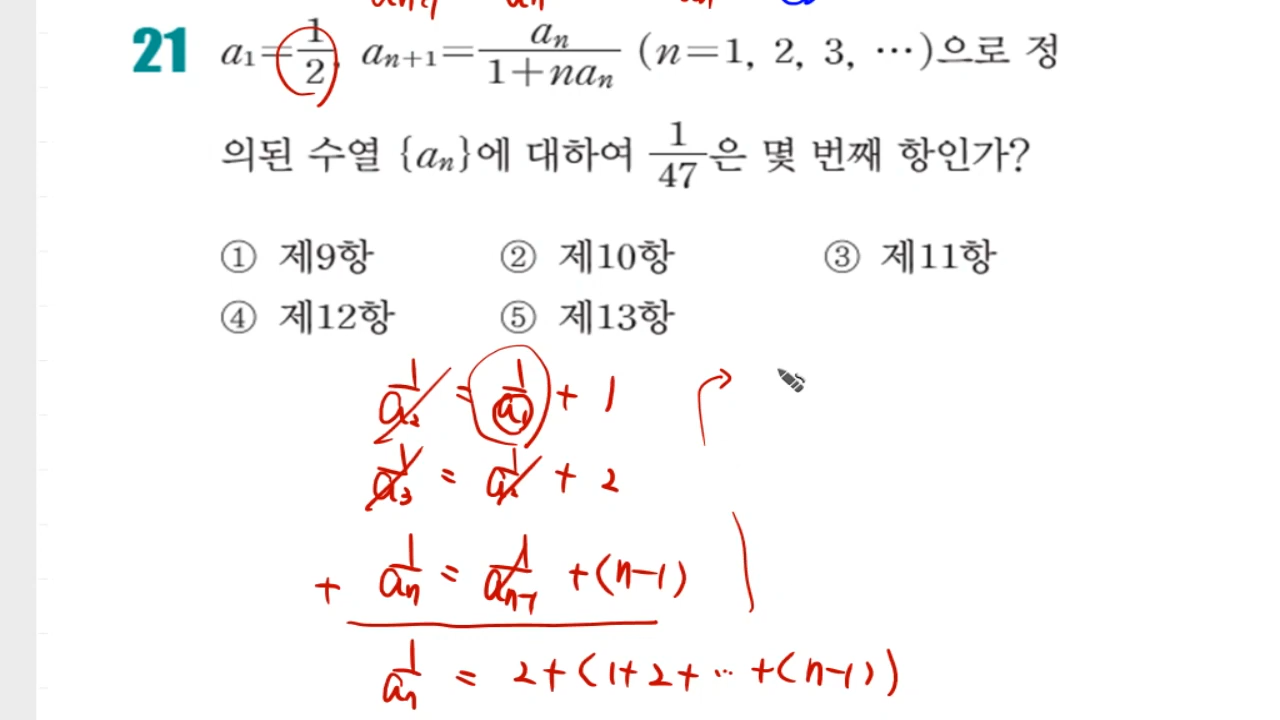 21 a₁=1/2, aₙ₊₁=aₙ/(1+naₙ) (n=1, 2, 3, ⋯)으로 정
의된 수열 {aₙ}에 대하여 1/47은 몇 번째 항인가?
① 제9항 ② 제10항 ③ 제11항
④ 제12항 ⑤ 제13항
1/a₂ = 1/a₁ + 1
1/a₃ = 1/a₂ + 2
+ 1/aₙ = 1/aₙ₋₁ + (n-1)
1/aₙ = 2+(1+2+⋯+(n-1))